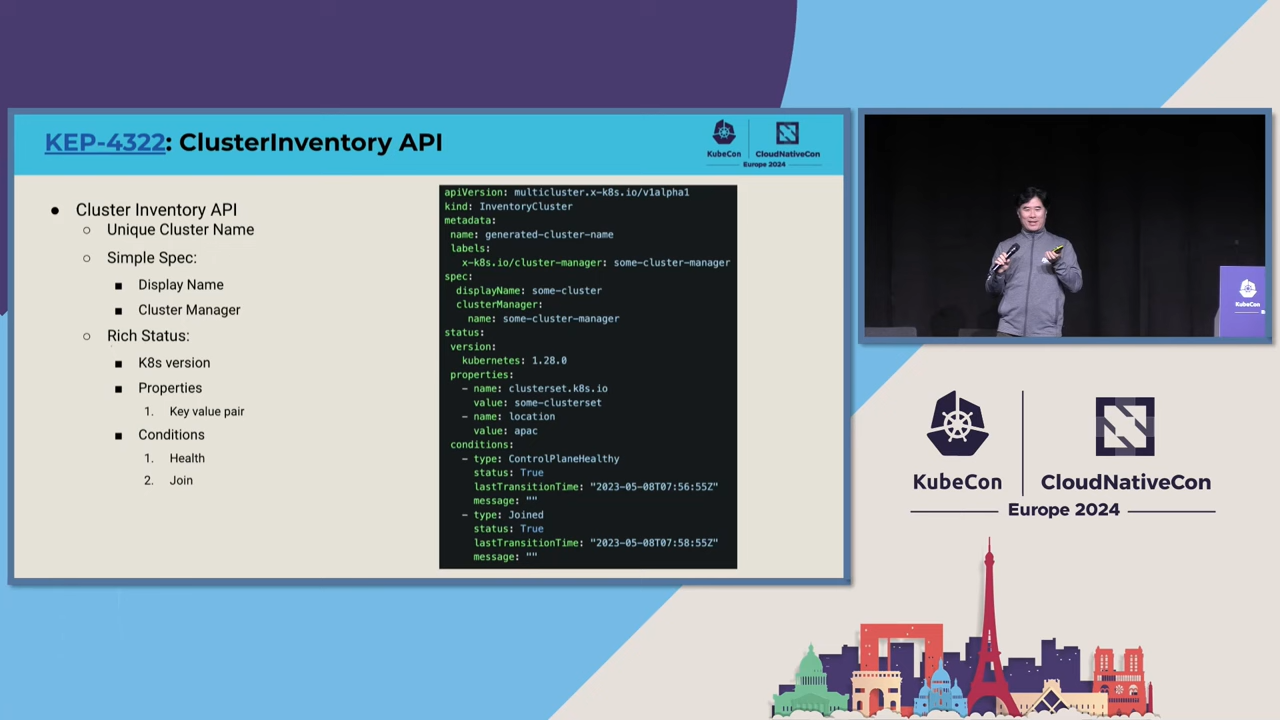 KEP-4322: ClusterInventory API
KubeCon
CloudNativeCon
Europe 2024
● Cluster Inventory API
○ Unique Cluster Name
○ Simple Spec:
■ Display Name
■ Cluster Manager
○ Rich Status:
■ K8s version
■ Properties
1. Key value pair
■ Conditions
1. Health
2. Join
apiVersion: multicluster.x-k8s.io/v1alpha1
kind: InventoryCluster
metadata:
name: generated-cluster-name
labels:
x-k8s.io/cluster-manager: some-cluster-manager
spec:
displayName: some-cluster
clusterManager:
name: some-cluster-manager
status:
version:
kubernetes: 1.28.0
properties:
- name: clusterset.k8s.io
value: some-clusterset
- name: location
value: apac
conditions:
- type: ControlPlaneHealthy
status: True
lastTransitionTime: "2023-05-08T07:56:55Z"
message: ""
- type: Joined
status: True
lastTransitionTime: "2023-05-08T07:58:55Z"
message: ""
KubeCon
KubeCon
CloudNativeCon
Europe 2024